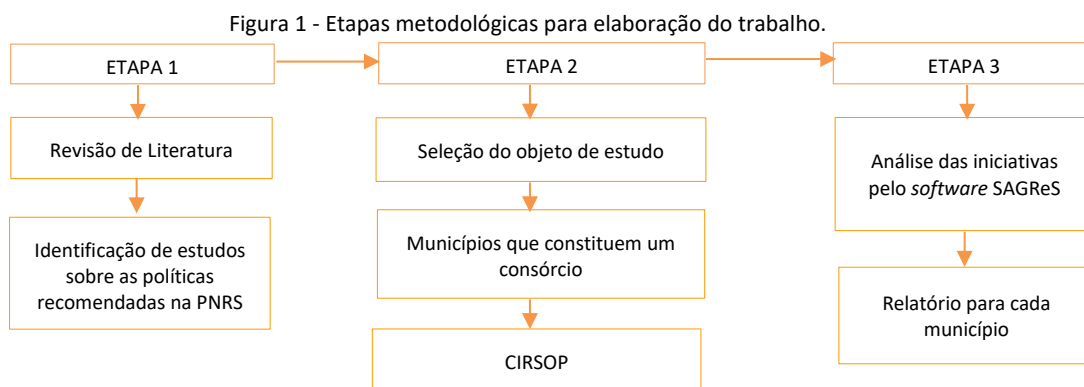 Figura 1 - Etapas metodológicas para elaboração do trabalho.
ETAPA 1
Revisão de Literatura
Identificação de estudos
sobre as políticas
recomendadas na PNRS
ETAPA 2
Seleção do objeto de estudo
Municípios que constituem um
consórcio
CIRSOP
ETAPA 3
Análise das iniciativas
pelo software SAGReS
Relatório para cada
município